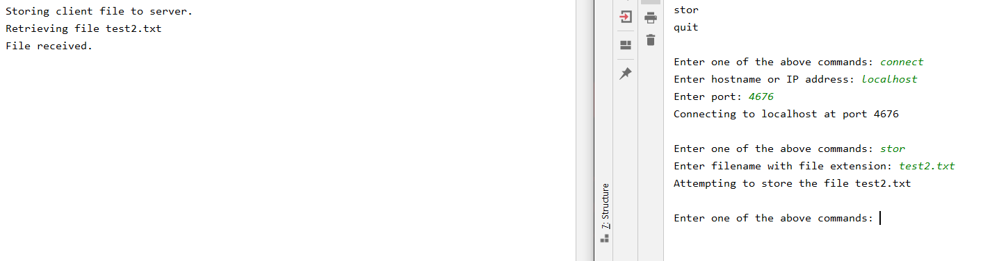 Storing client file to server.
Retrieving file test2.txt
File received.
7: Structure
stor
quit
Enter one of the above commands: connect
Enter hostname or IP address: localhost
Enter port: 4676
Connecting to localhost at port 4676
Enter one of the above commands: stor
Enter filename with file extension: test2.txt
Attempting to store the file test2.txt
Enter one of the above commands: